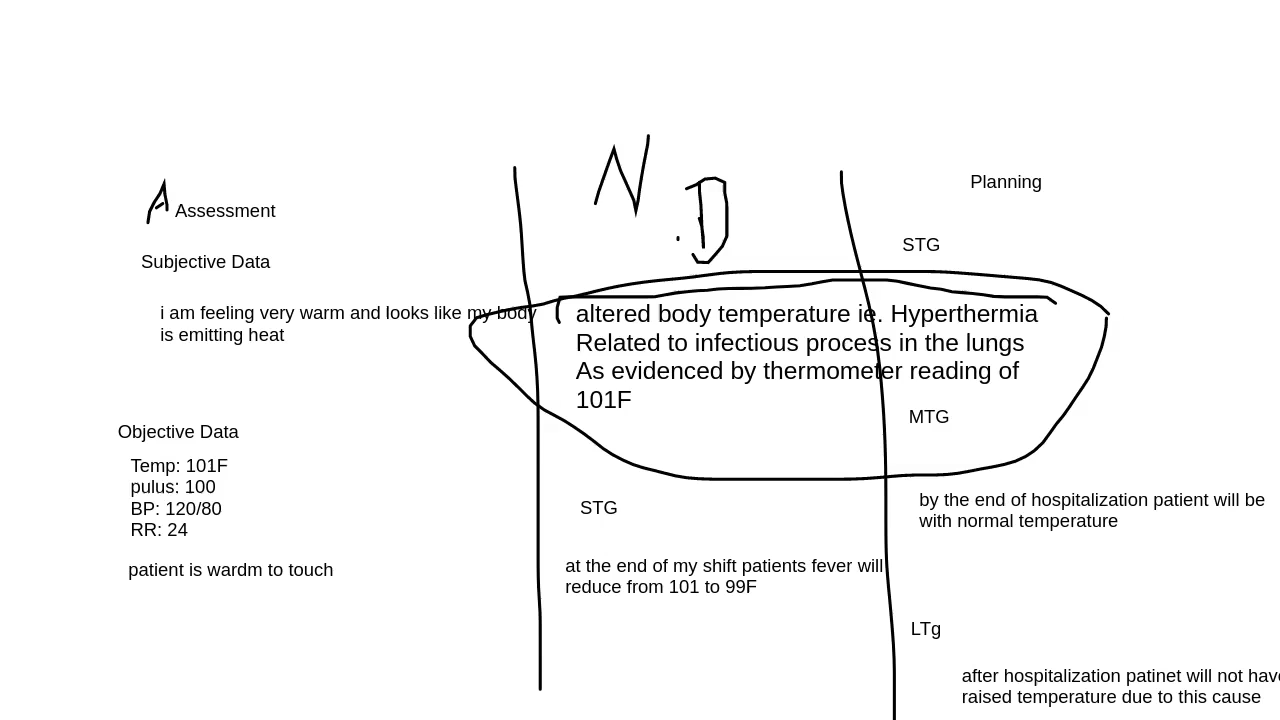 A Assessment
Subjective Data
i am feeling very warm and looks like my body
is emitting heat
Objective Data
Temp: 101F
pulus: 100
BP: 120/80
RR: 24
patient is wardm to touch
N.D
altered body temperature ie. Hyperthermia
Related to infectious process in the lungs
As evidenced by thermometer reading of
101F
STG
at the end of my shift patients fever will
reduce from 101 to 99F
Planning
STG
MTG
by the end of hospitalization patient will be
with normal temperature
LTg
after hospitalization patinet will not have
raised temperature due to this cause